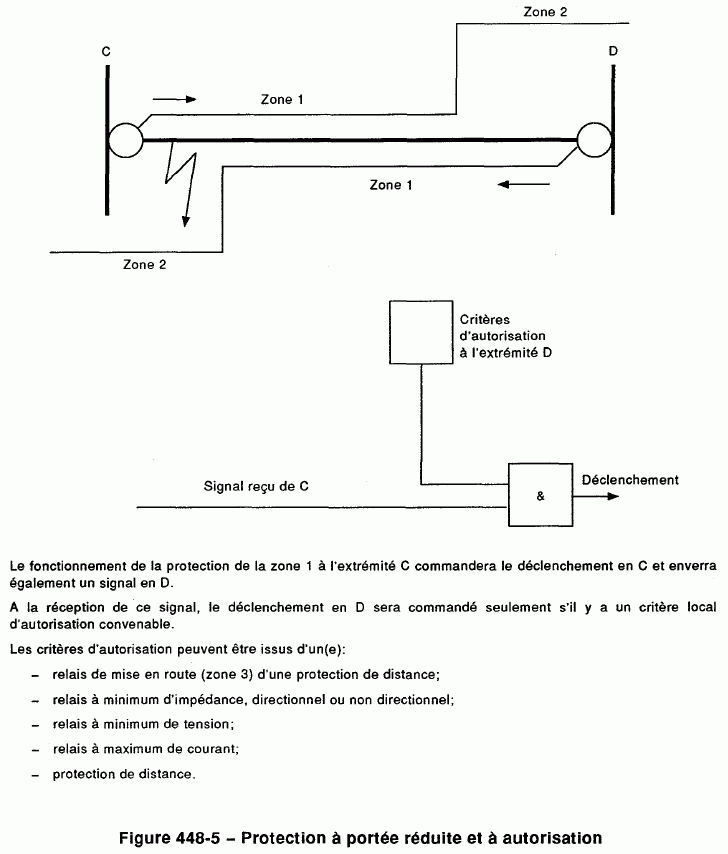 Zone 2
C
D
Zone 1
Zone 1
Zone 2
Critères
d'autorisation
à l'extrémité D
Signal reçu de C
&
Déclenchement
Le fonctionnement de la protection de la zone 1 à l'extrémité C commandera le déclenchement en C et enverra
également un signal en D.
A la réception de ce signal, le déclenchement en D sera commandé seulement s'il y a un critère local
d'autorisation convenable.
Les critères d'autorisation peuvent être issus d'un(e):
– relais de mise en route (zone 3) d'une protection de distance;
– relais à minimum d'impédance, directionnel ou non directionnel;
– relais à minimum de tension;
– relais à maximum de courant;
– protection de distance.
Figure 448-5 – Protection à portée réduite et à autorisation